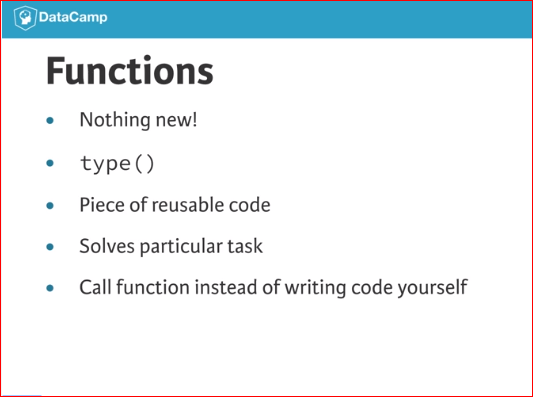 DataCamp
Functions
• Nothing new!
• type()
• Piece of reusable code
• Solves particular task
• Call function instead of writing code yourself